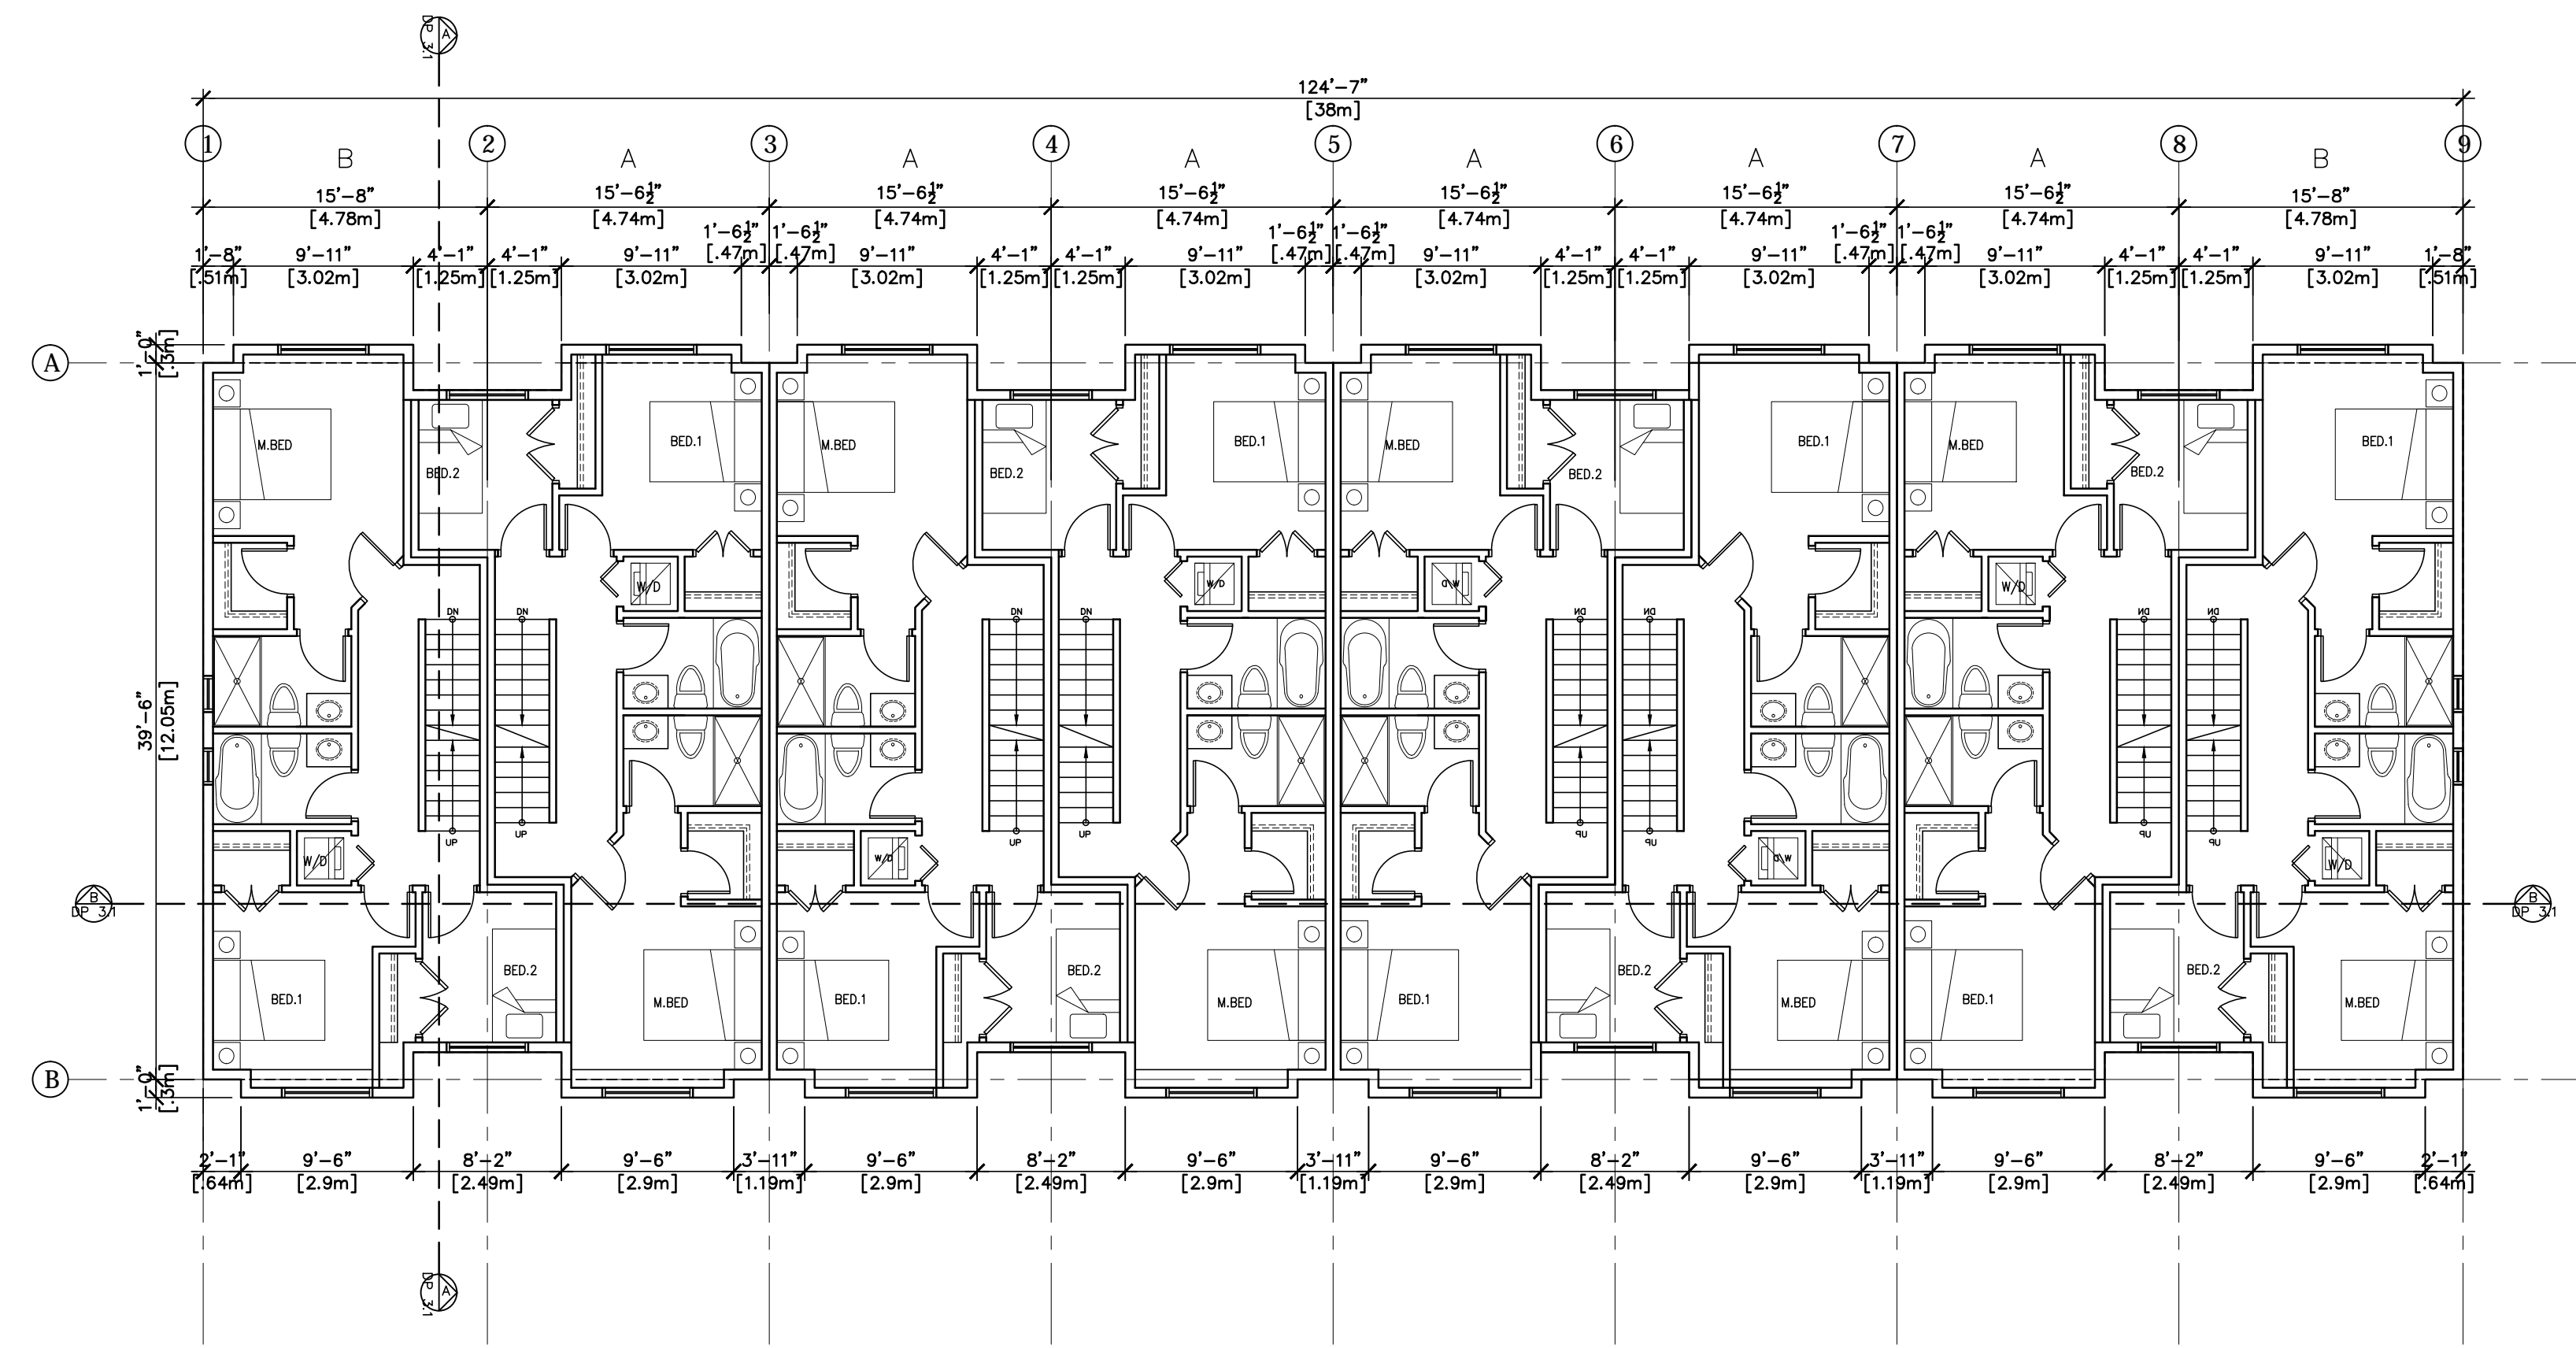 A
DP 3.1
124'-7"
[38m]
1 2 3 4 5 6 7 8 9
B A A A A A A B
15'-8" 15'-6½" 15'-6½" 15'-6½" 15'-6½" 15'-6½" 15'-6½" 15'-8"
[4.78m] [4.74m] [4.74m] [4.74m] [4.74m] [4.74m] [4.74m] [4.78m]
1'-6½" 1'-6½" 1'-6½" 1'-6½" 1'-6½" 1'-6½"
[.47m] [.47m] [.47m] [.47m] [.47m] [.47m]
1'-8" 9'-11" 4'-1" 4'-1" 9'-11" 9'-11" 4'-1" 4'-1" 9'-11" 9'-11" 4'-1" 4'-1" 9'-11" 9'-11" 4'-1" 4'-1" 9'-11" 1'-8"
[.51m] [3.02m] [1.25m] [1.25m] [3.02m] [3.02m] [1.25m] [1.25m] [3.02m] [3.02m] [1.25m] [1.25m] [3.02m] [3.02m] [1.25m] [1.25m] [3.02m] [.51m]
1'-0"
[.3m]
A
M.BED BED.1 M.BED BED.1 M.BED BED.1 M.BED BED.1
BED.2 BED.2 BED.2 BED.2
W/D W/D W/D W/D
DN DN DN DN DN DN DN DN
39'-6"
[12.05m]
UP UP UP UP UP UP UP UP
W/D W/D W/D W/D
B
DP 3.1
B
DP 3.1
BED.2 BED.2 BED.2 BED.2
BED.1 M.BED BED.1 M.BED BED.1 M.BED BED.1 M.BED
1'-0"
[.3m]
B
2'-1" 9'-6" 8'-2" 9'-6" 3'-11" 9'-6" 8'-2" 9'-6" 3'-11" 9'-6" 8'-2" 9'-6" 3'-11" 9'-6" 8'-2" 9'-6" 2'-1"
[.64m] [2.9m] [2.49m] [2.9m] [1.19m] [2.9m] [2.49m] [2.9m] [1.19m] [2.9m] [2.49m] [2.9m] [1.19m] [2.9m] [2.49m] [2.9m] [.64m]
A
DP 3.1